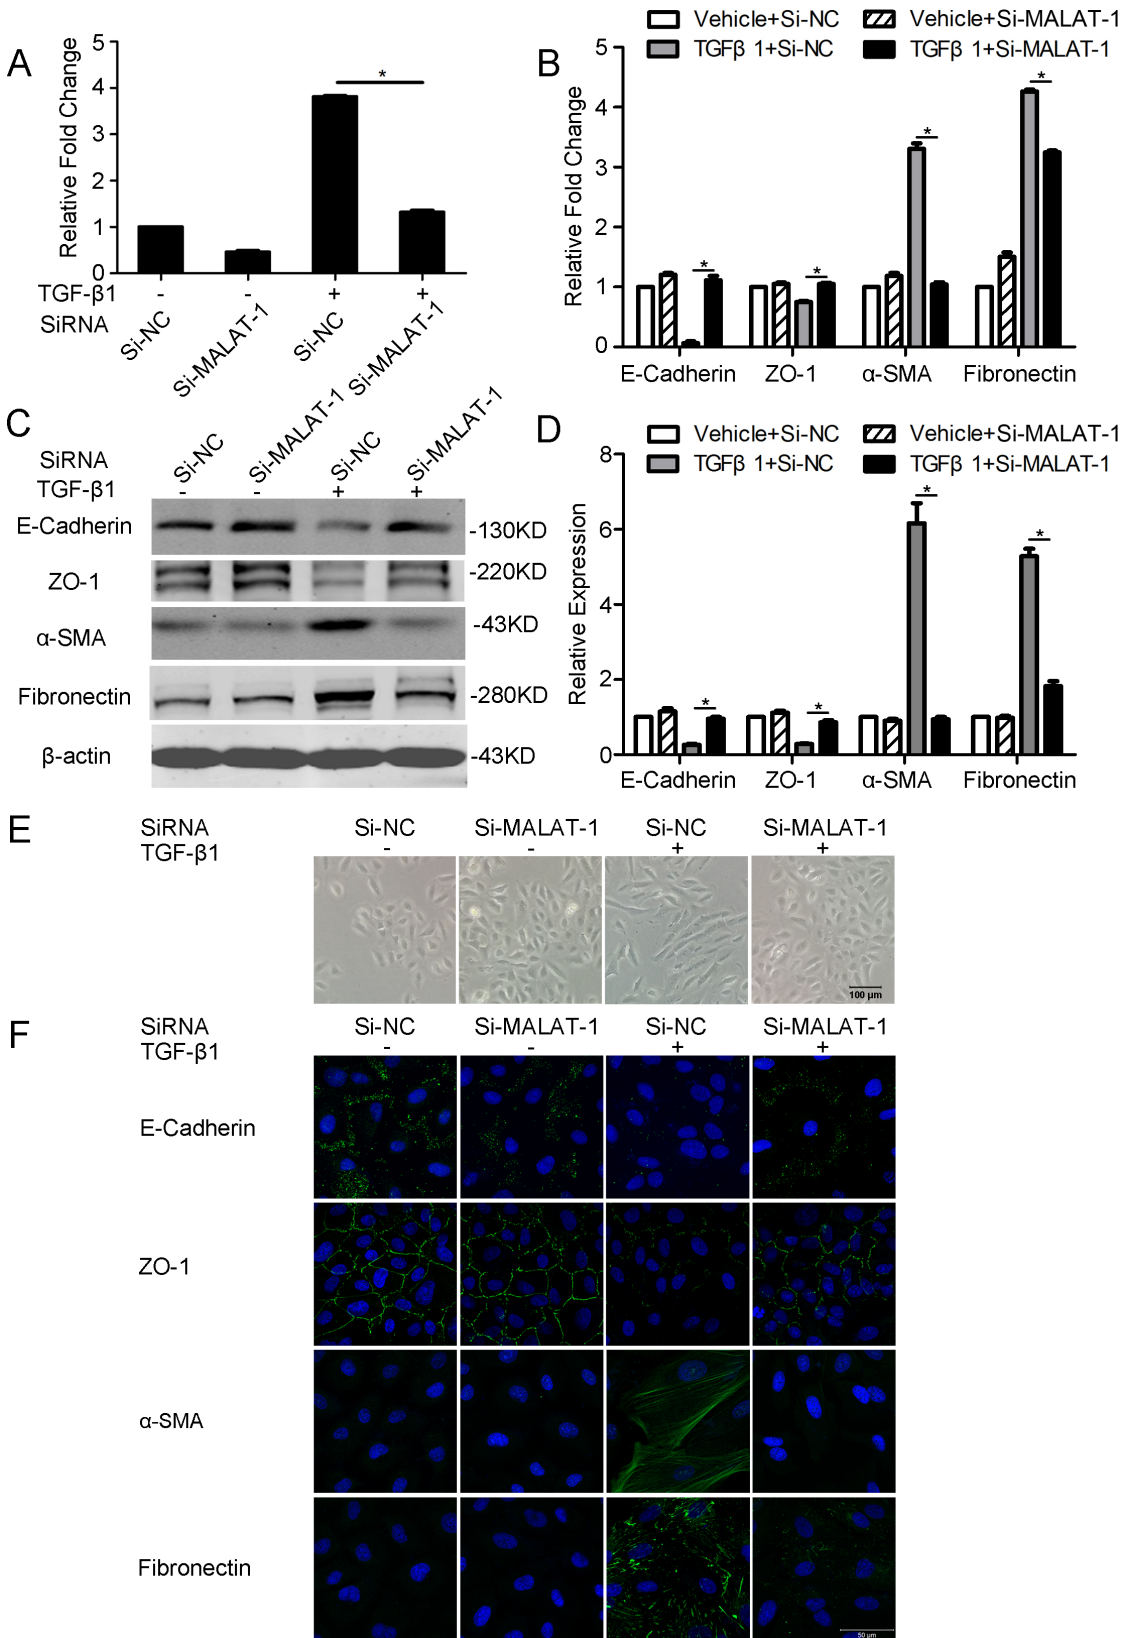 A
Relative Fold Change
5
4
3
2
1
0
*
TGF-β1 - - + +
SiRNA Si-NC Si-MALAT-1 Si-NC Si-MALAT-1
B
Vehicle+Si-NC Vehicle+Si-MALAT-1
TGFβ 1+Si-NC TGFβ 1+Si-MALAT-1
Relative Fold Change
5
4
3
2
1
0
* * * *
E-Cadherin ZO-1 α-SMA Fibronectin
C
SiRNA Si-NC Si-MALAT-1 Si-NC Si-MALAT-1
TGF-β1 - - + +
E-Cadherin -130KD
ZO-1 -220KD
α-SMA -43KD
Fibronectin -280KD
β-actin -43KD
D
Vehicle+Si-NC Vehicle+Si-MALAT-1
TGFβ 1+Si-NC TGFβ 1+Si-MALAT-1
Relative Expression
8
6
4
2
0
* * * *
E-Cadherin ZO-1 α-SMA Fibronectin
E
SiRNA Si-NC Si-MALAT-1 Si-NC Si-MALAT-1
TGF-β1 - - + +
100 μm
F
SiRNA Si-NC Si-MALAT-1 Si-NC Si-MALAT-1
TGF-β1 - - + +
E-Cadherin
ZO-1
α-SMA
Fibronectin
50 μm